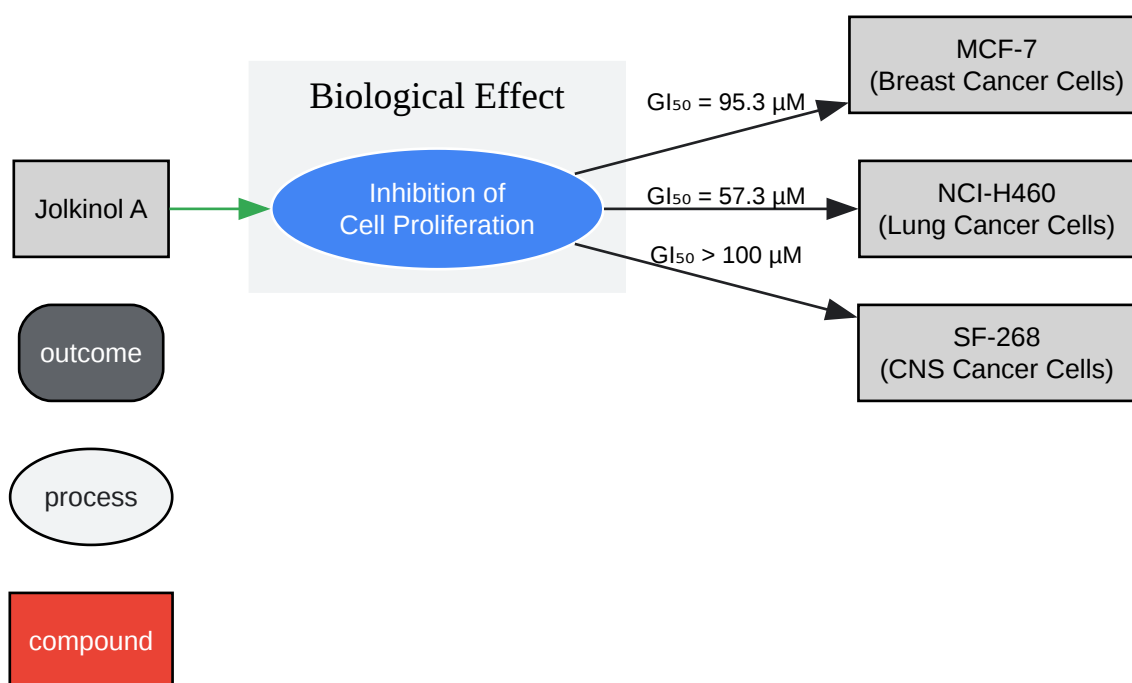 Biological Effect
Jolkinol A
Inhibition of
Cell Proliferation
GI₅₀ = 95.3 µM
GI₅₀ = 57.3 µM
GI₅₀ > 100 µM
MCF-7
(Breast Cancer Cells)
NCI-H460
(Lung Cancer Cells)
SF-268
(CNS Cancer Cells)
outcome
process
compound